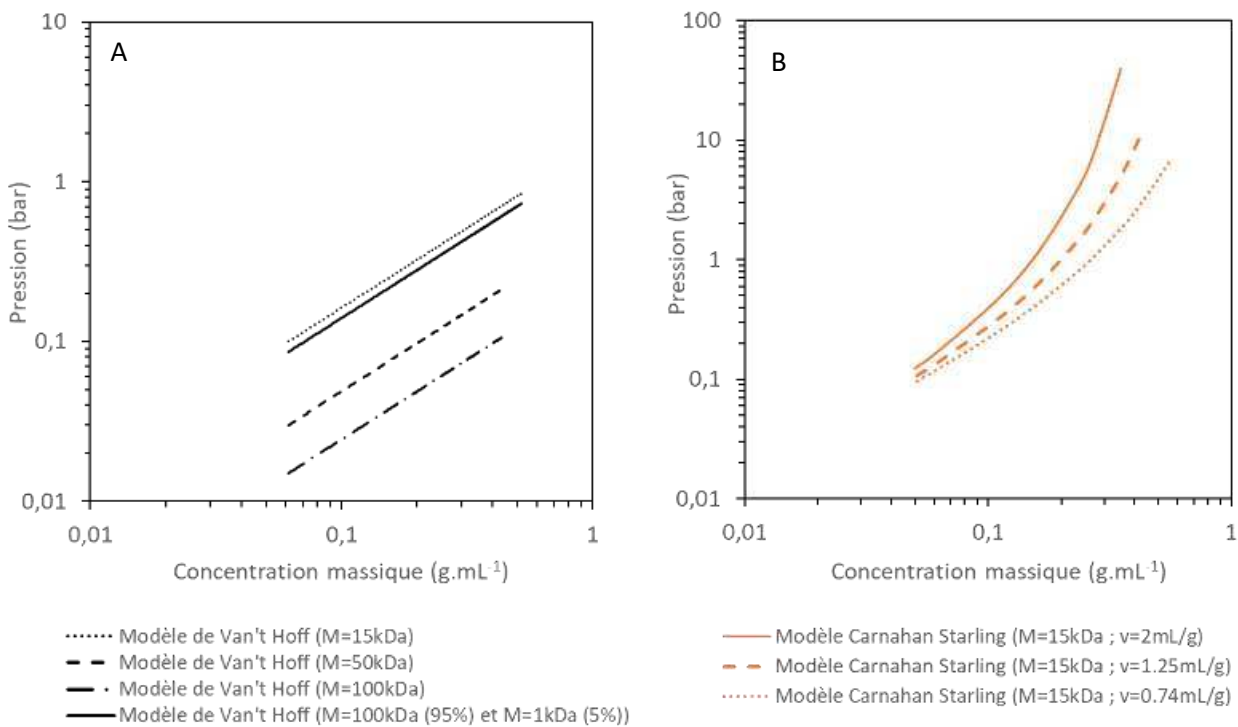 A
10
1
0,1
0,01
0,01
0,1
1
Pression (bar)
Concentration massique (g.mL⁻¹)
Modèle de Van't Hoff (M=15kDa)
Modèle de Van't Hoff (M=50kDa)
Modèle de Van't Hoff (M=100kDa)
Modèle de Van't Hoff (M=100kDa (95%) et M=1kDa (5%))
B
100
10
1
0,1
0,01
0,01
0,1
1
Pression (bar)
Concentration massique (g.mL⁻¹)
Modèle Carnahan Starling (M=15kDa ; v=2mL/g)
Modèle Carnahan Starling (M=15kDa ; v=1.25mL/g)
Modèle Carnahan Starling (M=15kDa ; v=0.74mL/g)